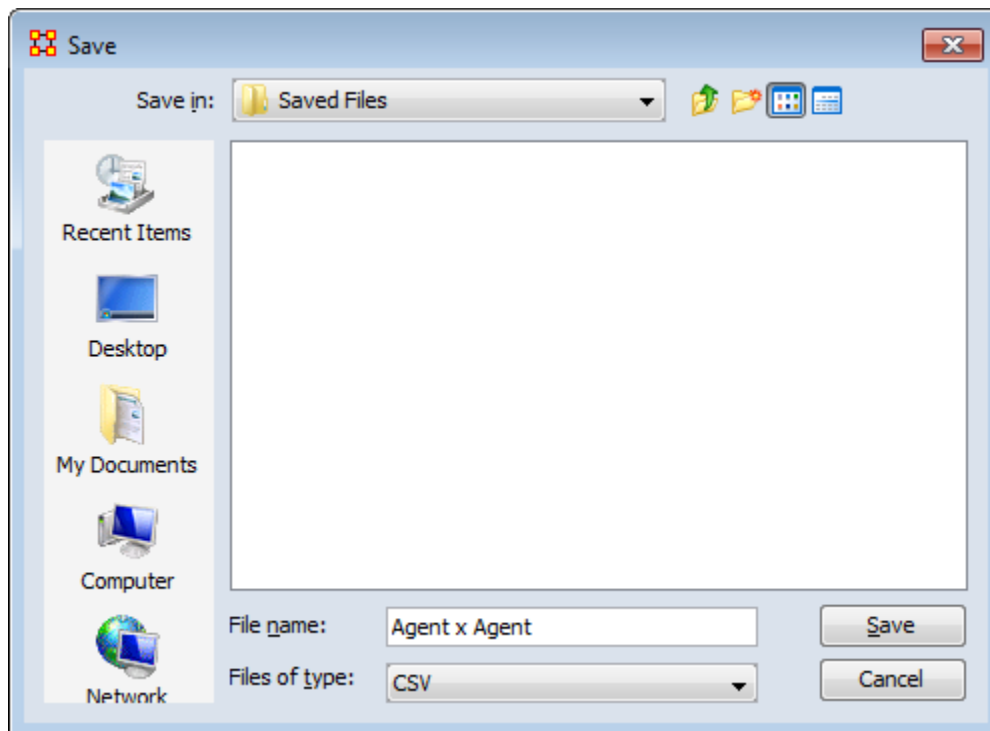 Save
Save in: Saved Files
Recent Items
Desktop
My Documents
Computer
Network
File name: Agent x Agent Save
Files of type: CSV Cancel